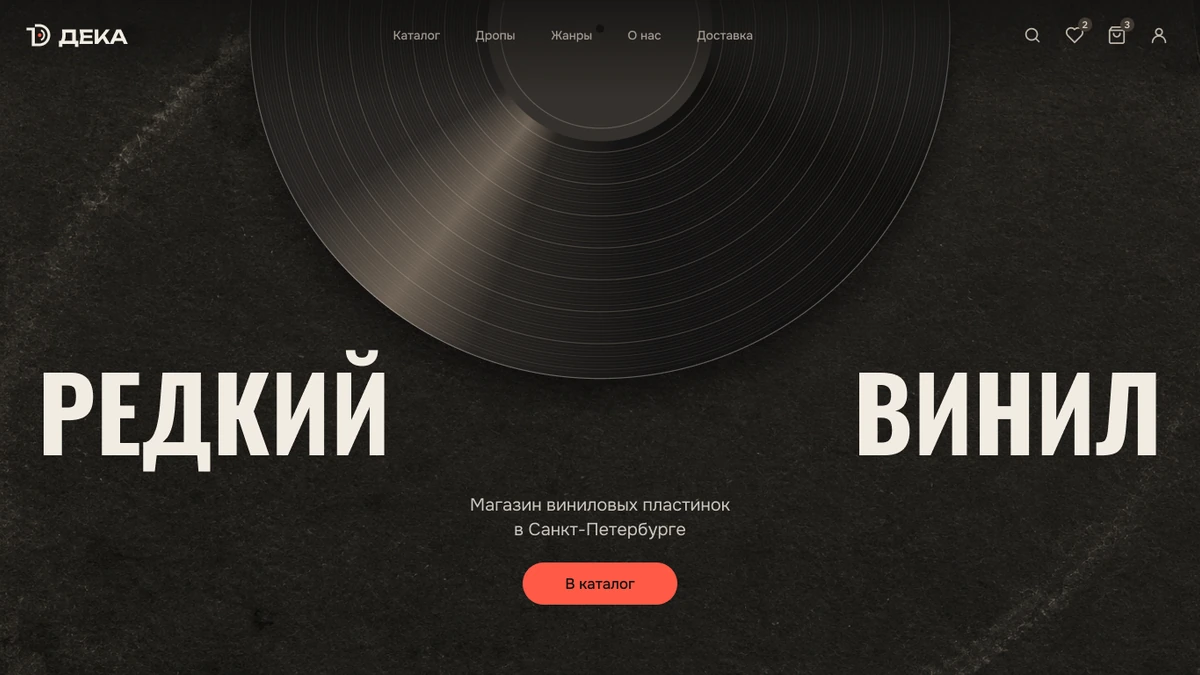 ДЕКА
Каталог Дропы Жанры О нас Доставка
2 3
РЕДКИЙ ВИНИЛ
Магазин виниловых пластинок
в Санкт-Петербурге
В каталог